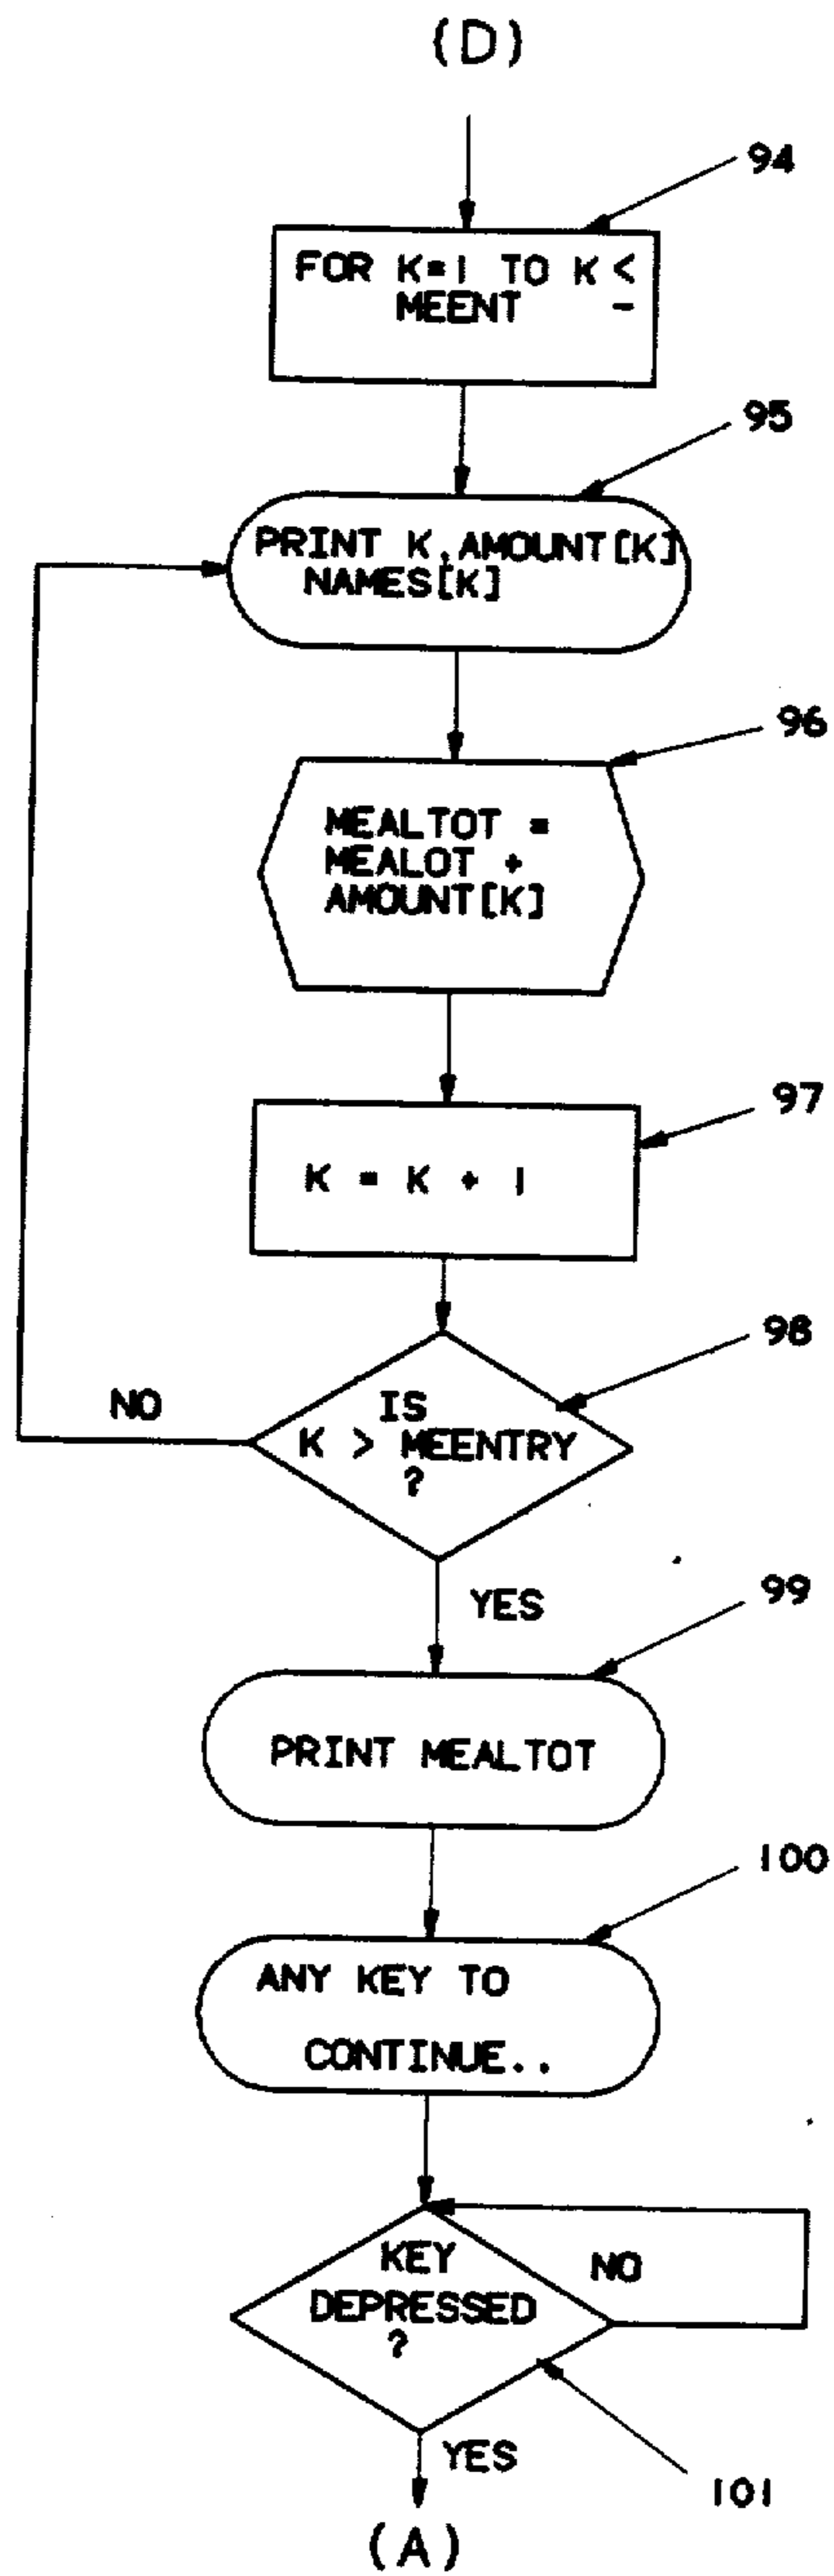 (D)
94
FOR K=1 TO K <
MEENT -
95
PRINT K,AMOUNT[K]
NAMES[K]
96
MEALTOT =
MEALOT +
AMOUNT[K]
97
K = K + 1
98
NO
IS
K > MEENTRY
?
YES
99
PRINT MEALTOT
100
ANY KEY TO
CONTINUE..
KEY
DEPRESSED
?
NO
YES
101
(A)